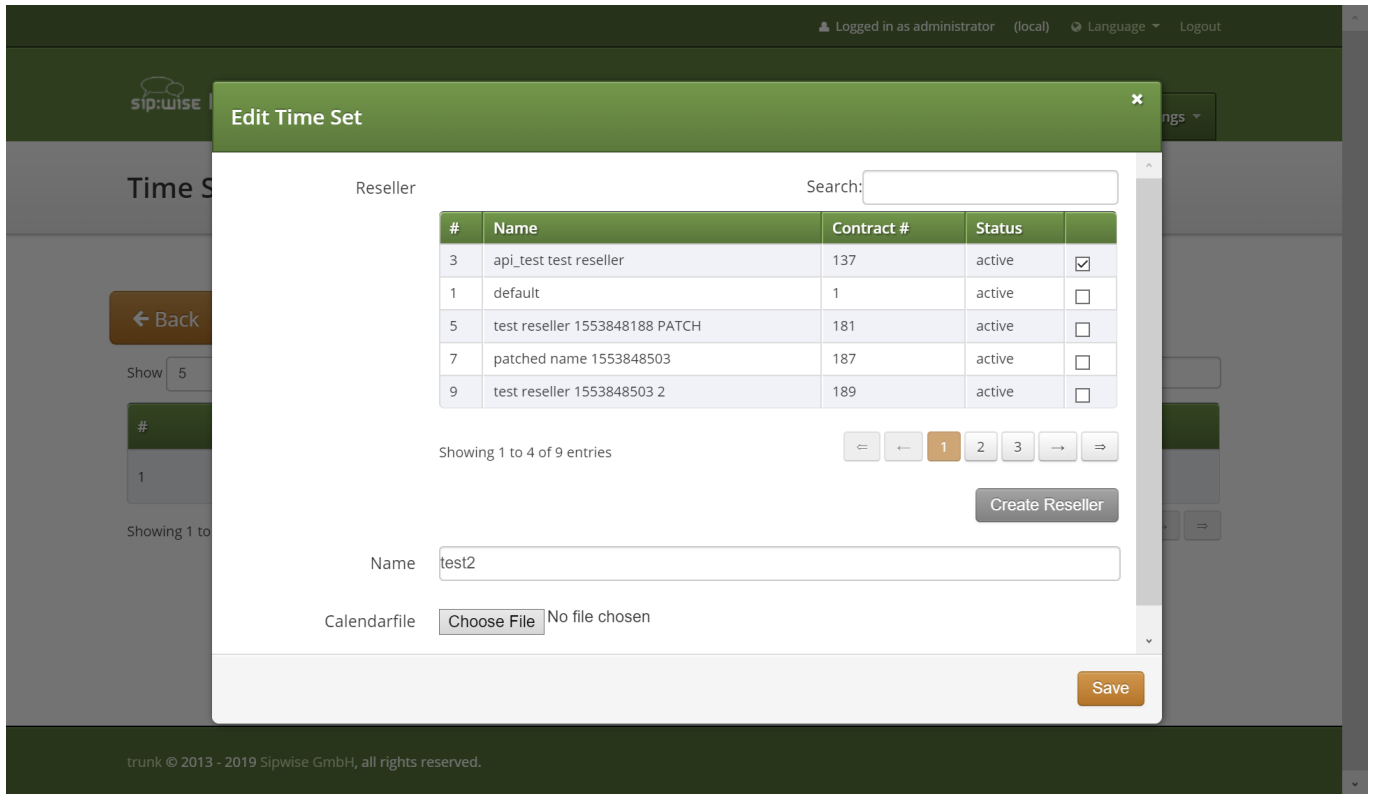 Logged in as administrator (local) Language Logout
sip:wise
ngs
Edit Time Set
Time S
Reseller Search:
# Name Contract # Status
3 api_test test reseller 137 active
1 default 1 active
5 test reseller 1553848188 PATCH 181 active
7 patched name 1553848503 187 active
9 test reseller 1553848503 2 189 active
Back
Show 5
#
1
Showing 1 to
Showing 1 to 4 of 9 entries ⇐ ← 1 2 3 → ⇒
Create Reseller
Name test2
Calendarfile Choose File No file chosen
Save
trunk © 2013 - 2019 Sipwise GmbH, all rights reserved.